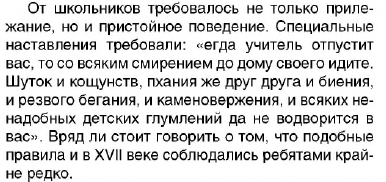 От школьников требовалось не только приле-
жание, но и пристойное поведение. Специальные
наставления требовали: «егда учитель отпустит
вас, то со всяким смирением до дому своего идите.
Шуток и кощунств, пхания же друг друга и биения,
и резвого бегания, и каменовержения, и всяких не-
надобных детских глумлений да не водворится в
вас». Вряд ли стоит говорить о том, что подобные
правила и в XVII веке соблюдались ребятами край-
не редко.